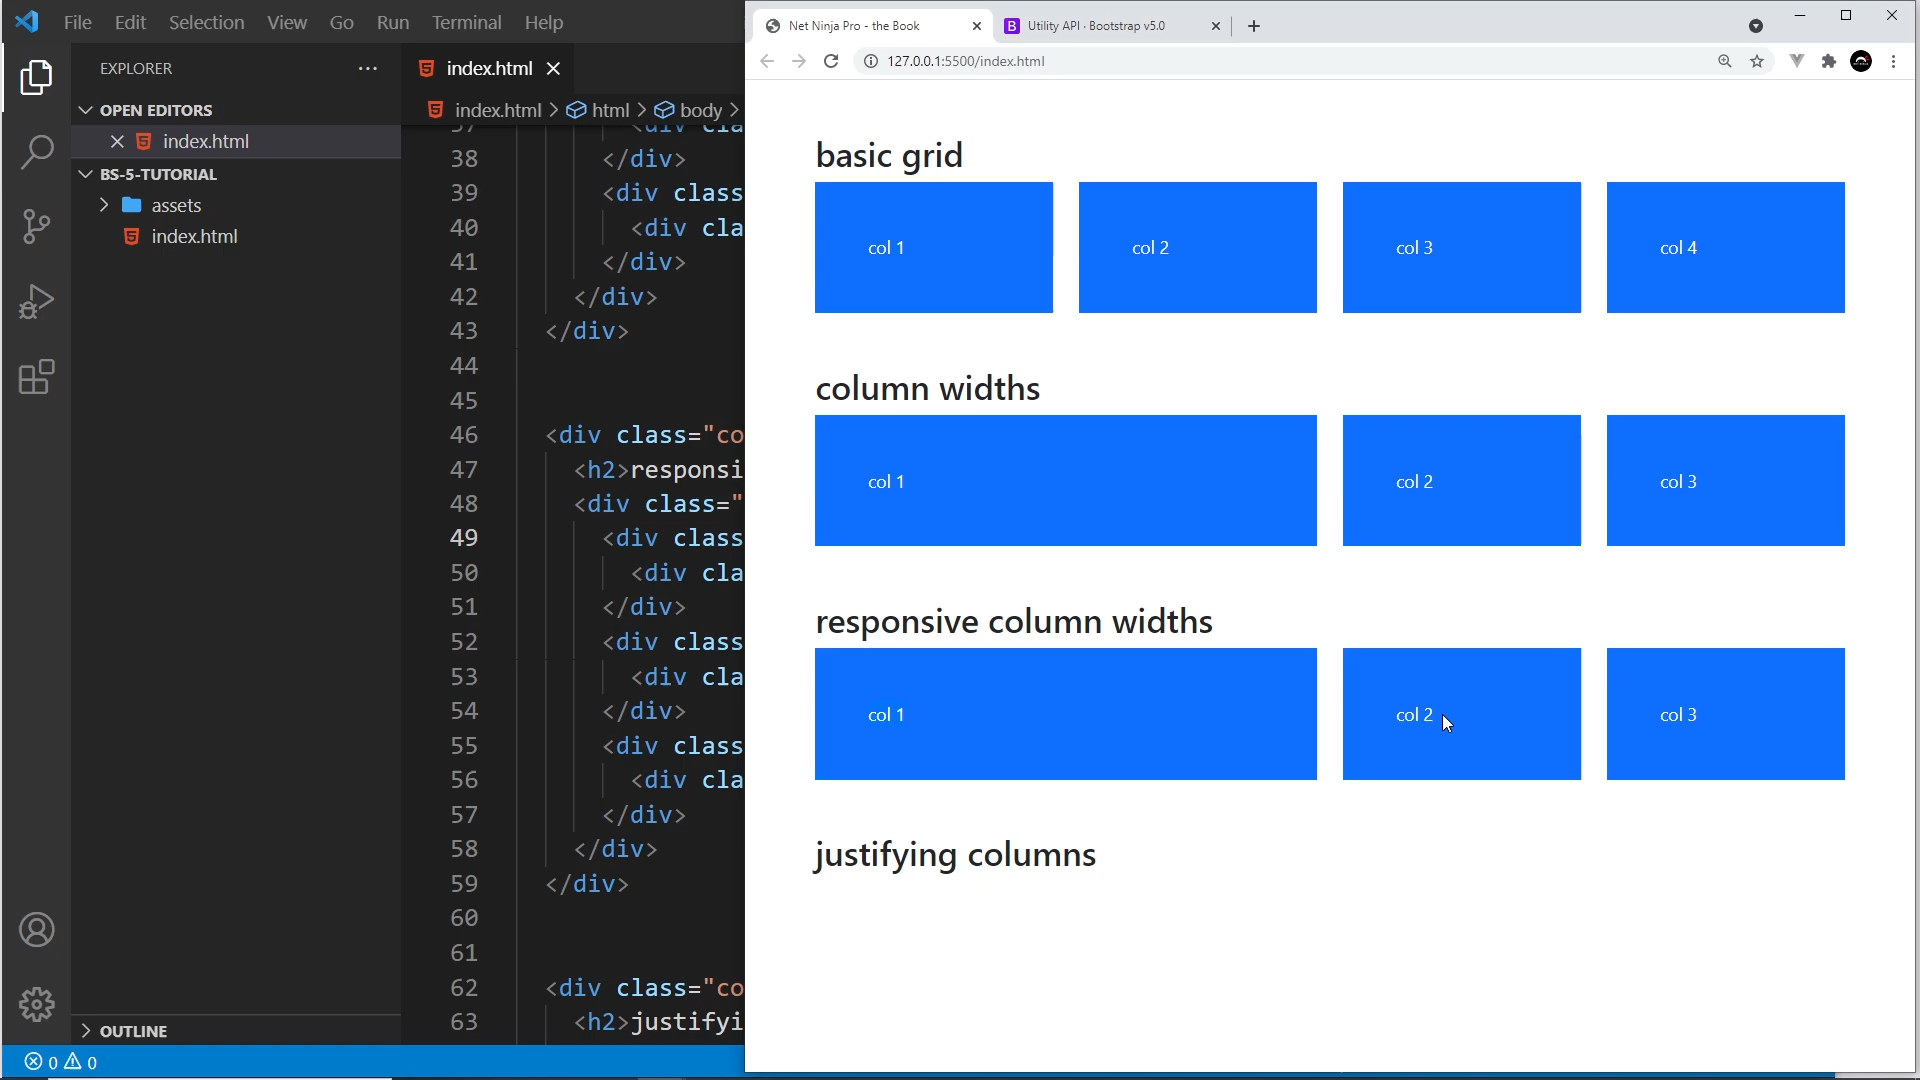 File Edit Selection View Go Run Terminal Help
EXPLORER
OPEN EDITORS
index.html
BS-5-TUTORIAL
assets
index.html
OUTLINE
0 0
index.html
index.html > html > body >
37 <div cla
38 </div>
39 <div class
40 <div cla
41 </div>
42 </div>
43 </div>
44
45
46 <div class="co
47 <h2>responsi
48 <div class="
49 <div class
50 <div cla
51 </div>
52 <div class
53 <div cla
54 </div>
55 <div class
56 <div cla
57 </div>
58 </div>
59 </div>
60
61
62 <div class="co
63 <h2>justifyi
Net Ninja Pro - the Book
B Utility API · Bootstrap v5.0
127.0.0.1:5500/index.html
basic grid
col 1 col 2 col 3 col 4
column widths
col 1 col 2 col 3
responsive column widths
col 1 col 2 col 3
justifying columns